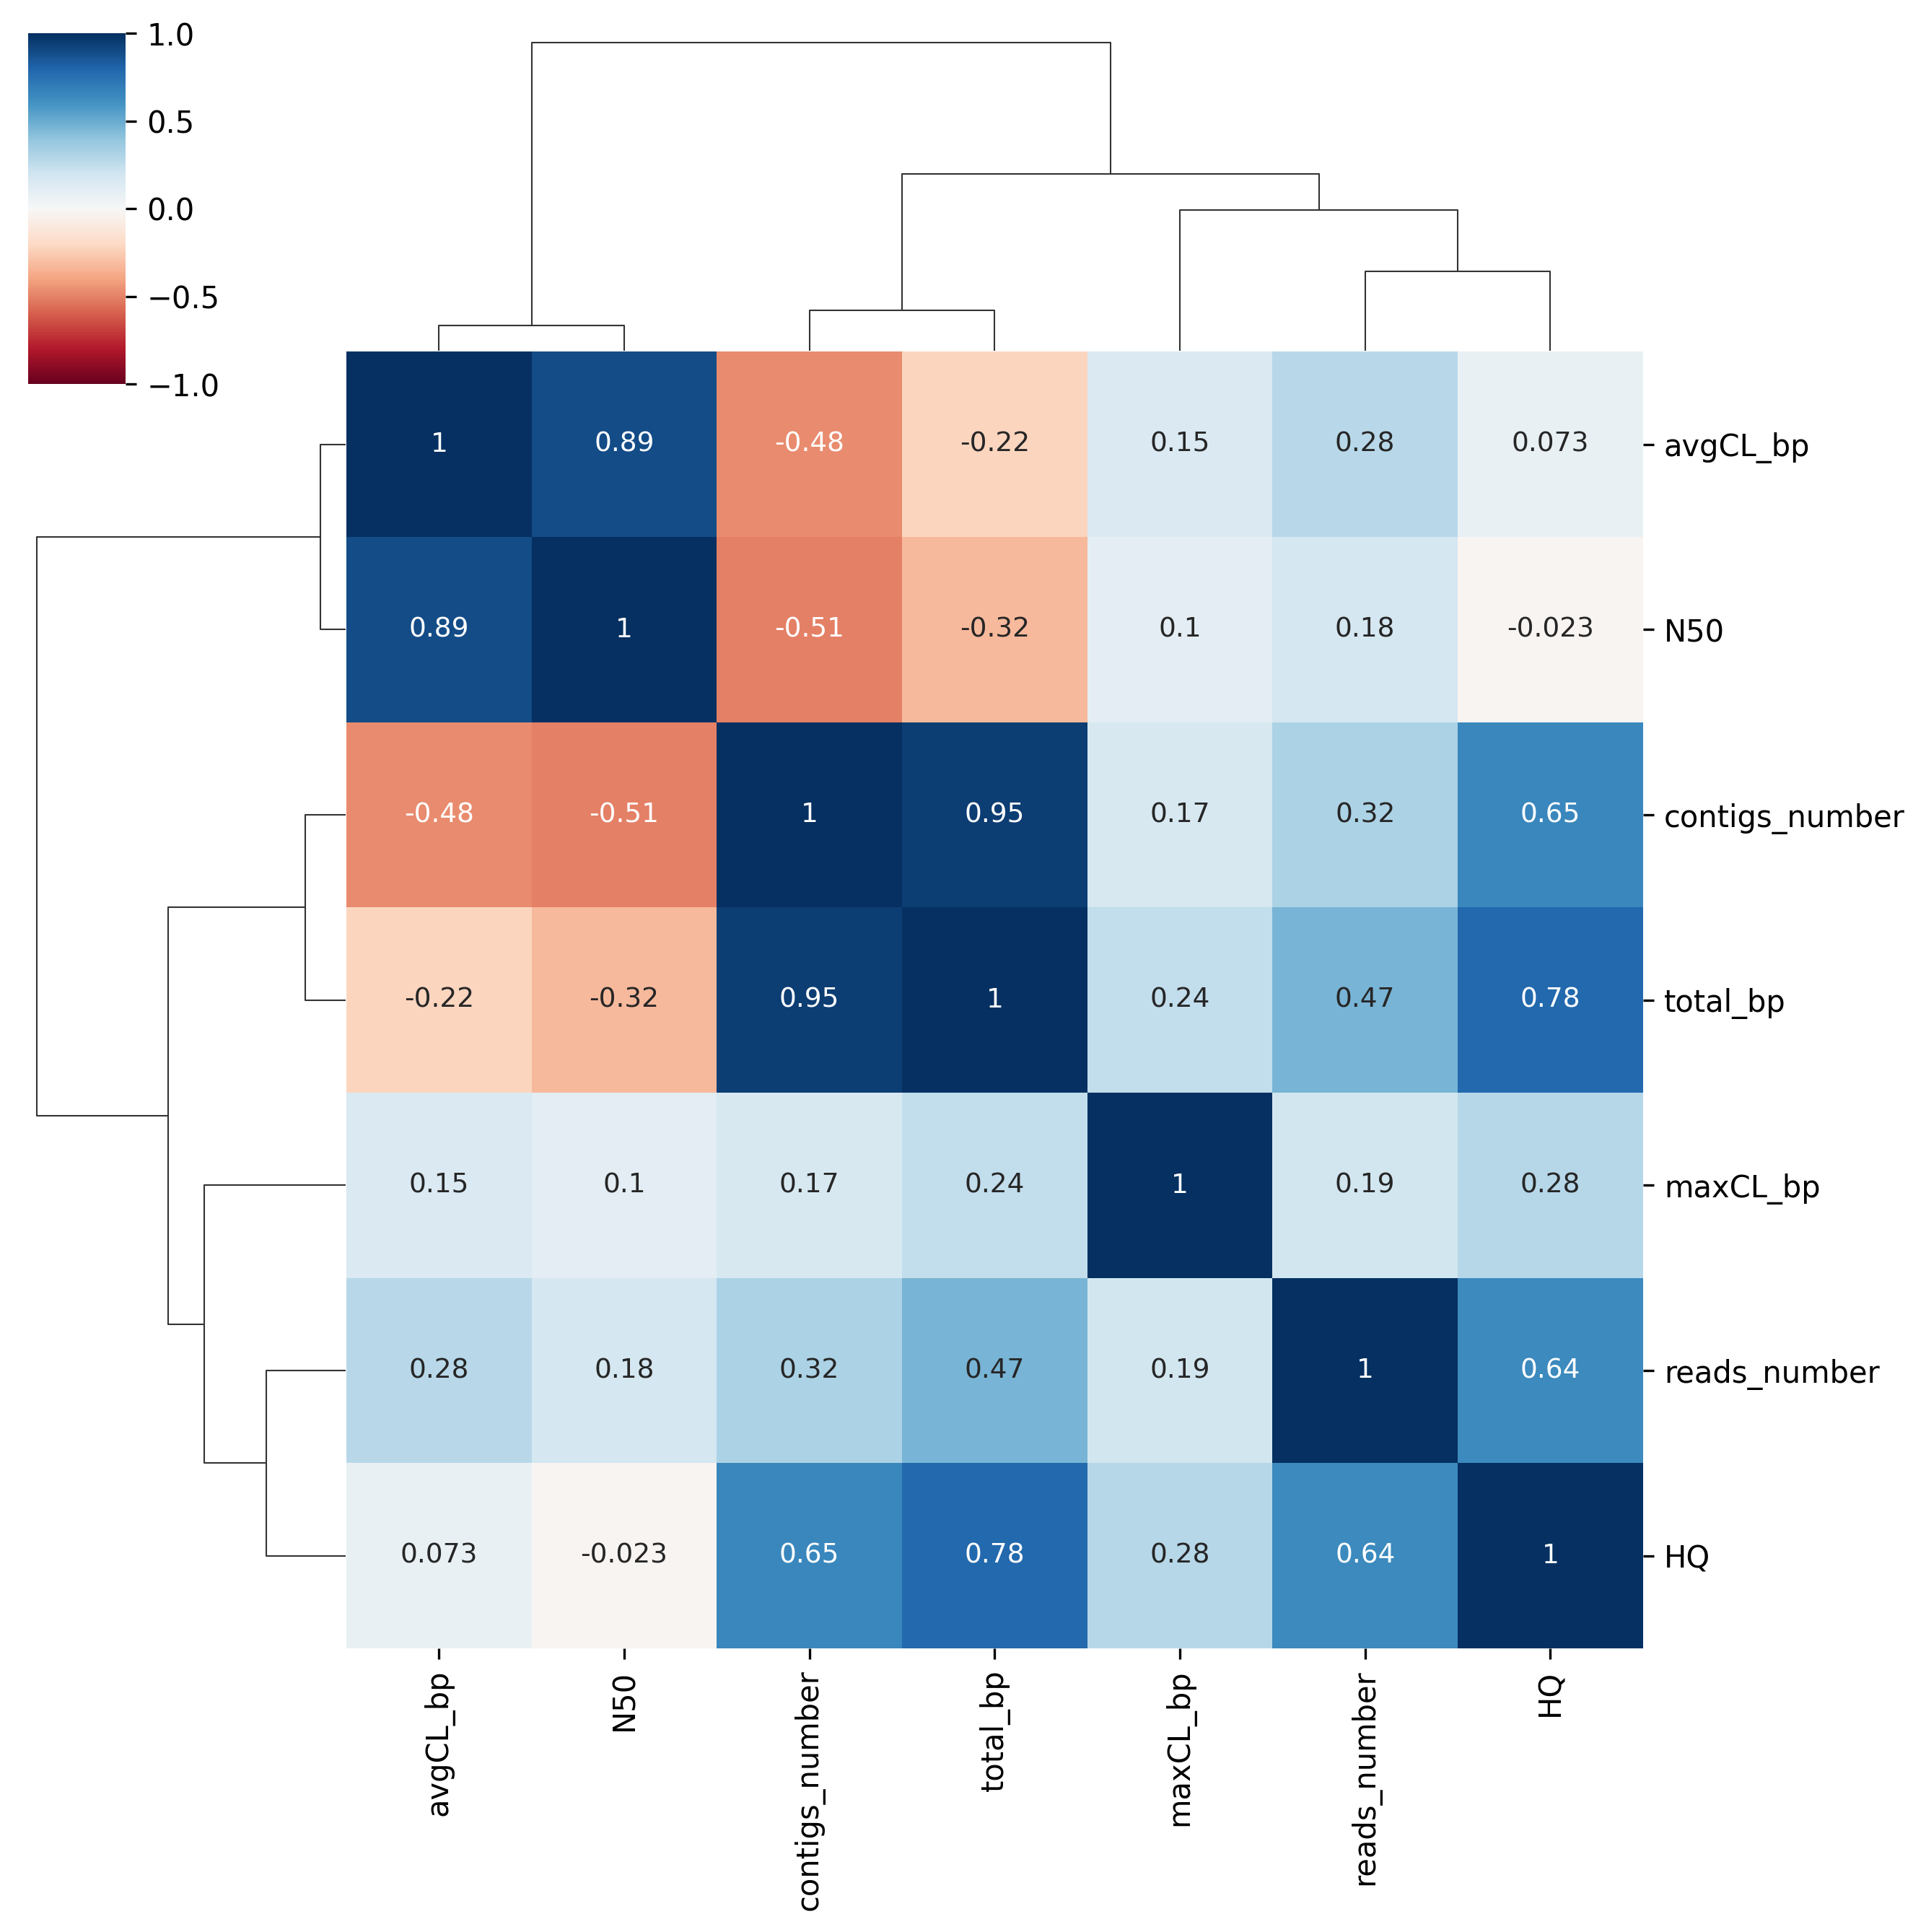 1.0
0.5
0.0
−0.5
−1.0
1 0.89 -0.48 -0.22 0.15 0.28 0.073 avgCL_bp
0.89 1 -0.51 -0.32 0.1 0.18 -0.023 N50
-0.48 -0.51 1 0.95 0.17 0.32 0.65 contigs_number
-0.22 -0.32 0.95 1 0.24 0.47 0.78 total_bp
0.15 0.1 0.17 0.24 1 0.19 0.28 maxCL_bp
0.28 0.18 0.32 0.47 0.19 1 0.64 reads_number
0.073 -0.023 0.65 0.78 0.28 0.64 1 HQ
avgCL_bp
N50
contigs_number
total_bp
maxCL_bp
reads_number
HQ